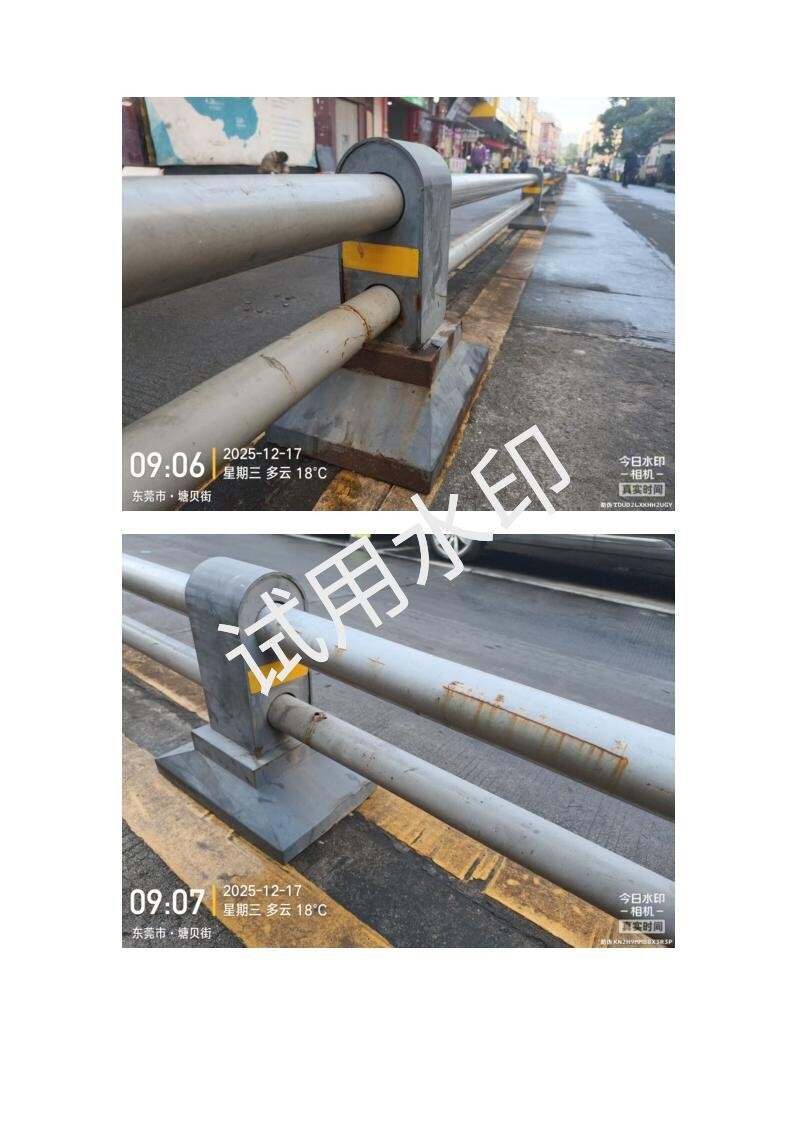 09:06
2025-12-17
星期三 多云 18°C
东莞市·塘贝街
今日水印
-相机-
真实时间
试用水印
09:07
2025-12-17
星期三 多云 18°C
东莞市·塘贝街
今日水印
-相机-
真实时间